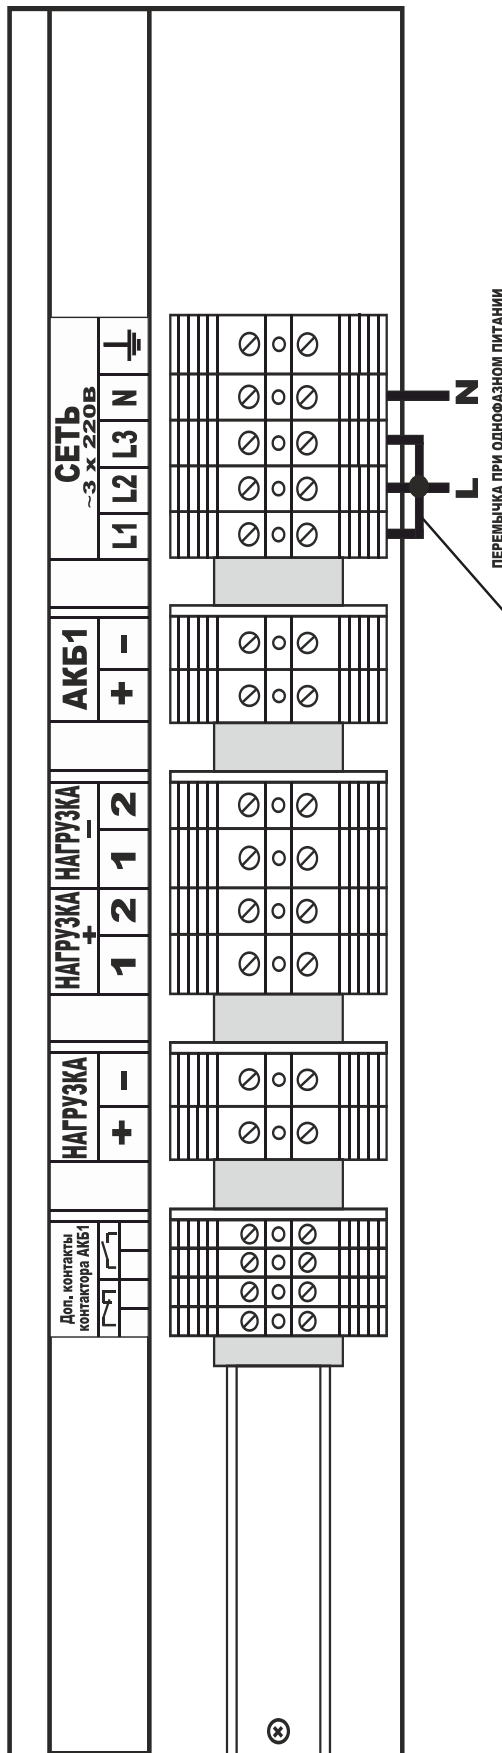 СЕТЬ
~3 x 220В
L1 L2 L3 N
N
L
ПЕРЕМЫЧКА ПРИ ОДНОФАЗНОМ ПИТАНИИ
АКБ1
+ −
НАГРУЗКА
−
1 2
НАГРУЗКА
+
1 2
НАГРУЗКА
+ −
Доп. контакты
контактора АКБ1